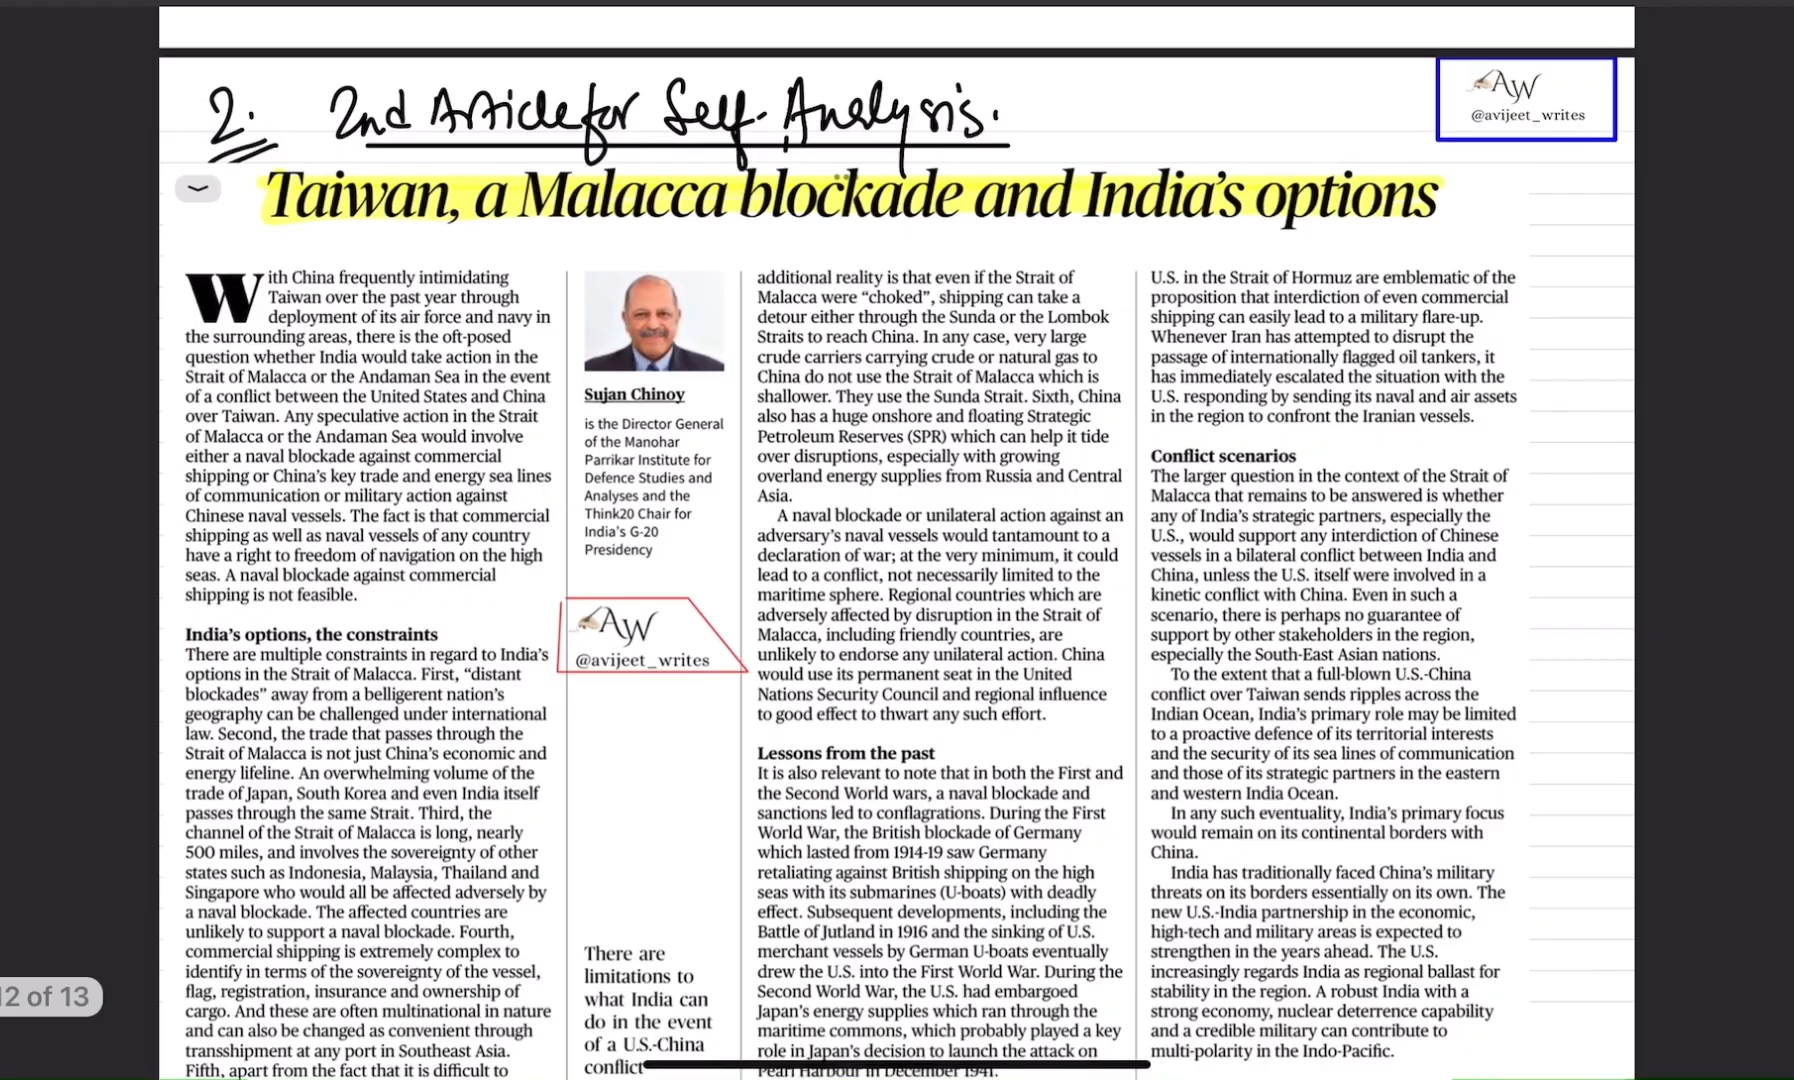 2. 2nd Article for Self-Analysis.
AW
@avijeet_writes
Taiwan, a Malacca blockade and India's options
With China frequently intimidating
Taiwan over the past year through
deployment of its air force and navy in
the surrounding areas, there is the oft-posed
question whether India would take action in the
Strait of Malacca or the Andaman Sea in the event
of a conflict between the United States and China
over Taiwan. Any speculative action in the Strait
of Malacca or the Andaman Sea would involve
either a naval blockade against commercial
shipping or China's key trade and energy sea lines
of communication or military action against
Chinese naval vessels. The fact is that commercial
shipping as well as naval vessels of any country
have a right to freedom of navigation on the high
seas. A naval blockade against commercial
shipping is not feasible.
India's options, the constraints
There are multiple constraints in regard to India's
options in the Strait of Malacca. First, “distant
blockades” away from a belligerent nation's
geography can be challenged under international
law. Second, the trade that passes through the
Strait of Malacca is not just China's economic and
energy lifeline. An overwhelming volume of the
trade of Japan, South Korea and even India itself
passes through the same Strait. Third, the
channel of the Strait of Malacca is long, nearly
500 miles, and involves the sovereignty of other
states such as Indonesia, Malaysia, Thailand and
Singapore who would all be affected adversely by
a naval blockade. The affected countries are
unlikely to support a naval blockade. Fourth,
commercial shipping is extremely complex to
identify in terms of the sovereignty of the vessel,
flag, registration, insurance and ownership of
cargo. And these are often multinational in nature
and can also be changed as convenient through
transshipment at any port in Southeast Asia.
Fifth, apart from the fact that it is difficult to
Sujan Chinoy
is the Director General
of the Manohar
Parrikar Institute for
Defence Studies and
Analyses and the
Think20 Chair for
India's G-20
Presidency
AW
@avijeet_writes
There are
limitations to
what India can
do in the event
of a U.S.-China
conflict
additional reality is that even if the Strait of
Malacca were “choked”, shipping can take a
detour either through the Sunda or the Lombok
Straits to reach China. In any case, very large
crude carriers carrying crude or natural gas to
China do not use the Strait of Malacca which is
shallower. They use the Sunda Strait. Sixth, China
also has a huge onshore and floating Strategic
Petroleum Reserves (SPR) which can help it tide
over disruptions, especially with growing
overland energy supplies from Russia and Central
Asia.
A naval blockade or unilateral action against an
adversary's naval vessels would tantamount to a
declaration of war; at the very minimum, it could
lead to a conflict, not necessarily limited to the
maritime sphere. Regional countries which are
adversely affected by disruption in the Strait of
Malacca, including friendly countries, are
unlikely to endorse any unilateral action. China
would use its permanent seat in the United
Nations Security Council and regional influence
to good effect to thwart any such effort.
Lessons from the past
It is also relevant to note that in both the First and
the Second World wars, a naval blockade and
sanctions led to conflagrations. During the First
World War, the British blockade of Germany
which lasted from 1914-19 saw Germany
retaliating against British shipping on the high
seas with its submarines (U-boats) with deadly
effect. Subsequent developments, including the
Battle of Jutland in 1916 and the sinking of U.S.
merchant vessels by German U-boats eventually
drew the U.S. into the First World War. During the
Second World War, the U.S. had embargoed
Japan's energy supplies which ran through the
maritime commons, which probably played a key
role in Japan's decision to launch the attack on
Pearl Harbour in December 1941.
U.S. in the Strait of Hormuz are emblematic of the
proposition that interdiction of even commercial
shipping can easily lead to a military flare-up.
Whenever Iran has attempted to disrupt the
passage of internationally flagged oil tankers, it
has immediately escalated the situation with the
U.S. responding by sending its naval and air assets
in the region to confront the Iranian vessels.
Conflict scenarios
The larger question in the context of the Strait of
Malacca that remains to be answered is whether
any of India's strategic partners, especially the
U.S., would support any interdiction of Chinese
vessels in a bilateral conflict between India and
China, unless the U.S. itself were involved in a
kinetic conflict with China. Even in such a
scenario, there is perhaps no guarantee of
support by other stakeholders in the region,
especially the South-East Asian nations.
To the extent that a full-blown U.S.-China
conflict over Taiwan sends ripples across the
Indian Ocean, India's primary role may be limited
to a proactive defence of its territorial interests
and the security of its sea lines of communication
and those of its strategic partners in the eastern
and western India Ocean.
In any such eventuality, India's primary focus
would remain on its continental borders with
China.
India has traditionally faced China's military
threats on its borders essentially on its own. The
new U.S.-India partnership in the economic,
high-tech and military areas is expected to
strengthen in the years ahead. The U.S.
increasingly regards India as regional ballast for
stability in the region. A robust India with a
strong economy, nuclear deterrence capability
and a credible military can contribute to
multi-polarity in the Indo-Pacific.
12 of 13